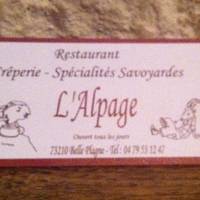 Restaurant
Crêperie - Spécialités Savoyardes
L'Alpage
Ouvert tous les jours
73210 Belle Plagne - Tél : 04 79 55 12 47